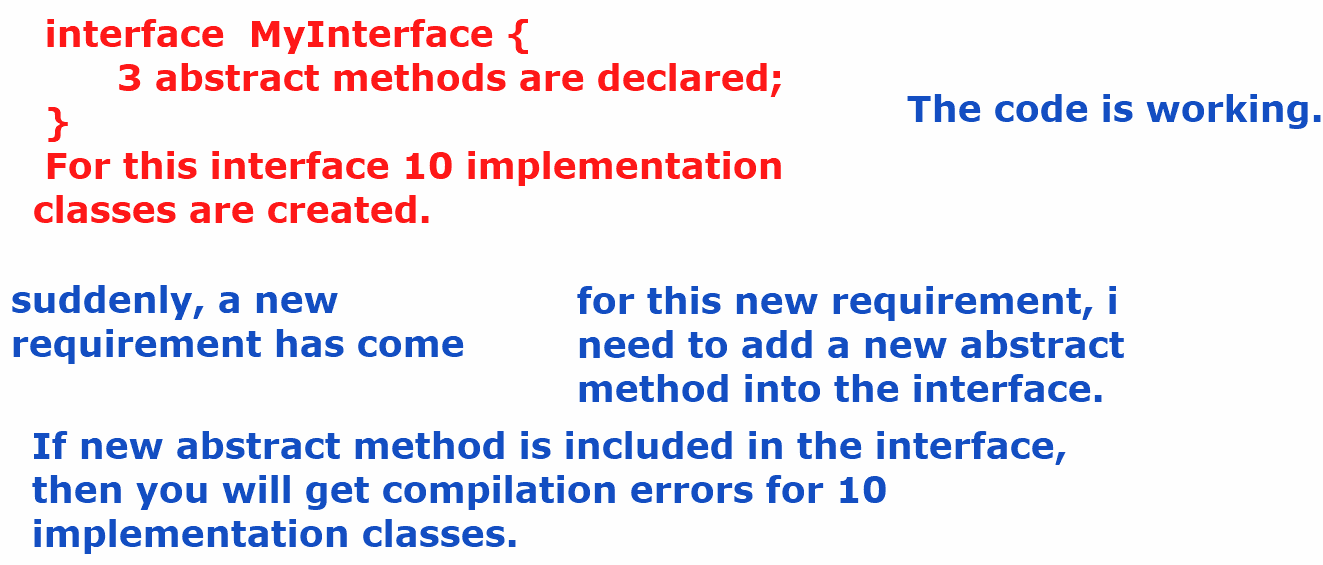 interface  MyInterface {
3 abstract methods are declared;
}
The code is working.
For this interface 10 implementation
classes are created.
suddenly, a new
requirement has come
for this new requirement, i
need to add a new abstract
method into the interface.
If new abstract method is included in the interface,
then you will get compilation errors for 10
implementation classes.